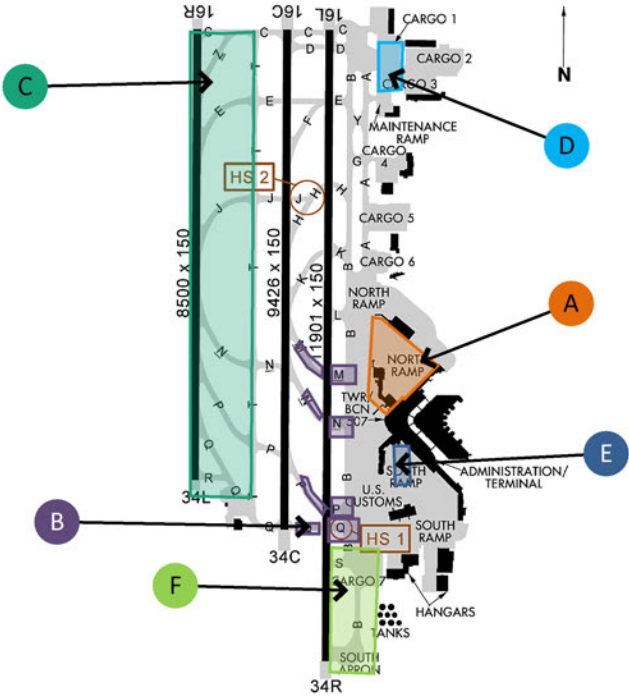 16R
16C
16L
C
C
C
C
CARGO 1
D
D
N
CARGO 2
C
B
A
CARGO 3
N
D
E
E
E
F
Y
MAINTENANCE
RAMP
CARGO
4
G
HS 2
A
J
J
J
H
H
H
8500 x 150
9426 x 150
11901 x 150
CARGO 5
A
K
B
CARGO 6
K
NORTH
RAMP
A
L
B
N
N
M
NORT
RAMP
TWR/
BCN
507
N
P
P
E
Q
R
B
SOUTH
RAMP
ADMINISTRATION/
TERMINAL
34L
Q
U.S.
CUSTOMS
P
B
Q
Q
HS 1
SOUTH
RAMP
34C
B
S
F
CARGO 7
HANGARS
B
TANKS
SOUTH
APRON
34R